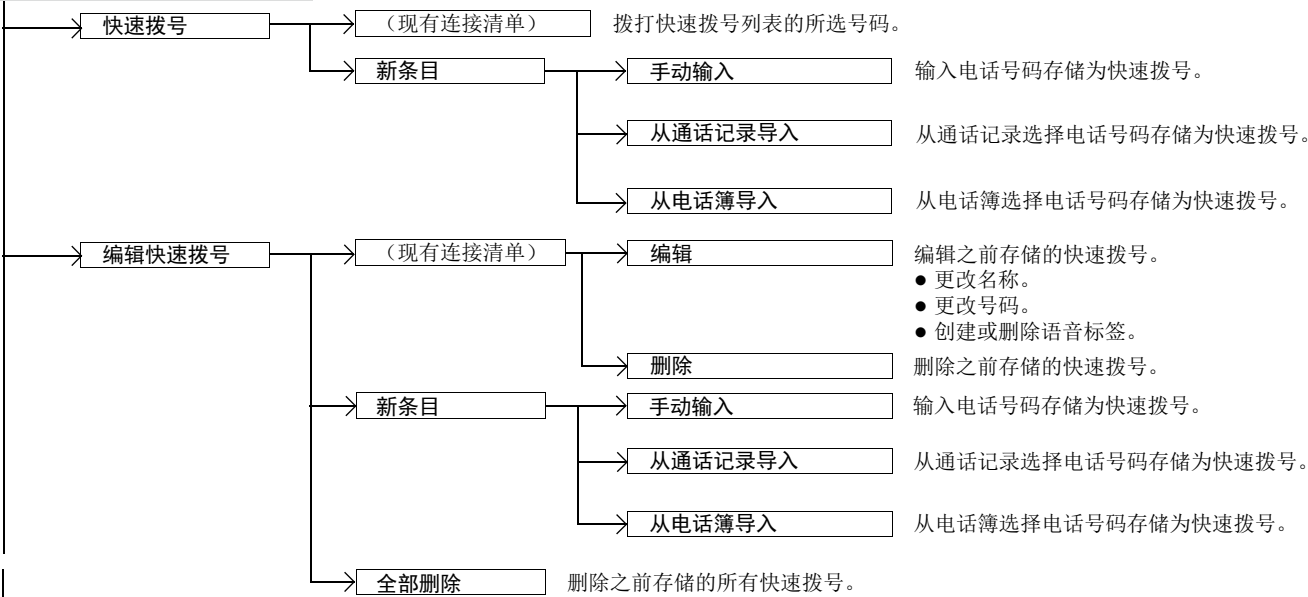 快速拨号 （现有连接清单） 拨打快速拨号列表的所选号码。
新条目 手动输入 输入电话号码存储为快速拨号。
从通话记录导入 从通话记录选择电话号码存储为快速拨号。
从电话簿导入 从电话簿选择电话号码存储为快速拨号。
编辑快速拨号 （现有连接清单） 编辑 编辑之前存储的快速拨号。
● 更改名称。
● 更改号码。
● 创建或删除语音标签。
删除 删除之前存储的快速拨号。
新条目 手动输入 输入电话号码存储为快速拨号。
从通话记录导入 从通话记录选择电话号码存储为快速拨号。
从电话簿导入 从电话簿选择电话号码存储为快速拨号。
全部删除 删除之前存储的所有快速拨号。